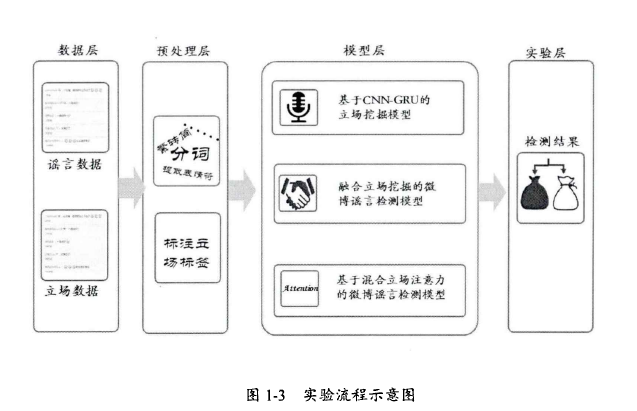 数据层
预处理层
模型层
实验层
谣言数据
立场数据
繁转简
分词
提取表情符
标注立
场标签
基于CNN-GRU的
立场挖掘模型
融合立场挖掘的微
博谣言检测模型
Attention
基于混合立场注意力
的微博谣言检测模型
检测结果
图 1-3 实验流程示意图